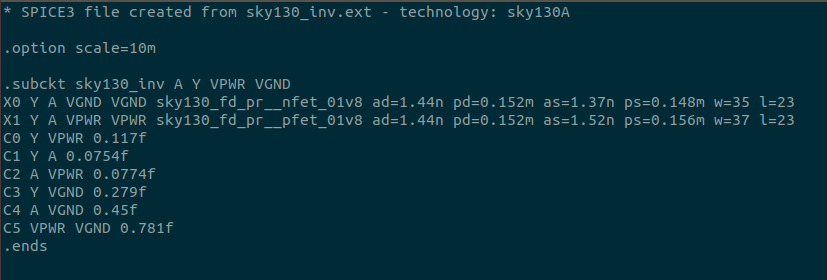 * SPICE3 file created from sky130_inv.ext - technology: sky130A
.option scale=10m
.subckt sky130_inv A Y VPWR VGND
X0 Y A VGND VGND sky130_fd_pr__nfet_01v8 ad=1.44n pd=0.152m as=1.37n ps=0.148m w=35 l=23
X1 Y A VPWR VPWR sky130_fd_pr__pfet_01v8 ad=1.44n pd=0.152m as=1.52n ps=0.156m w=37 l=23
C0 Y VPWR 0.117f
C1 Y A 0.0754f
C2 A VPWR 0.0774f
C3 Y VGND 0.279f
C4 A VGND 0.45f
C5 VPWR VGND 0.781f
.ends